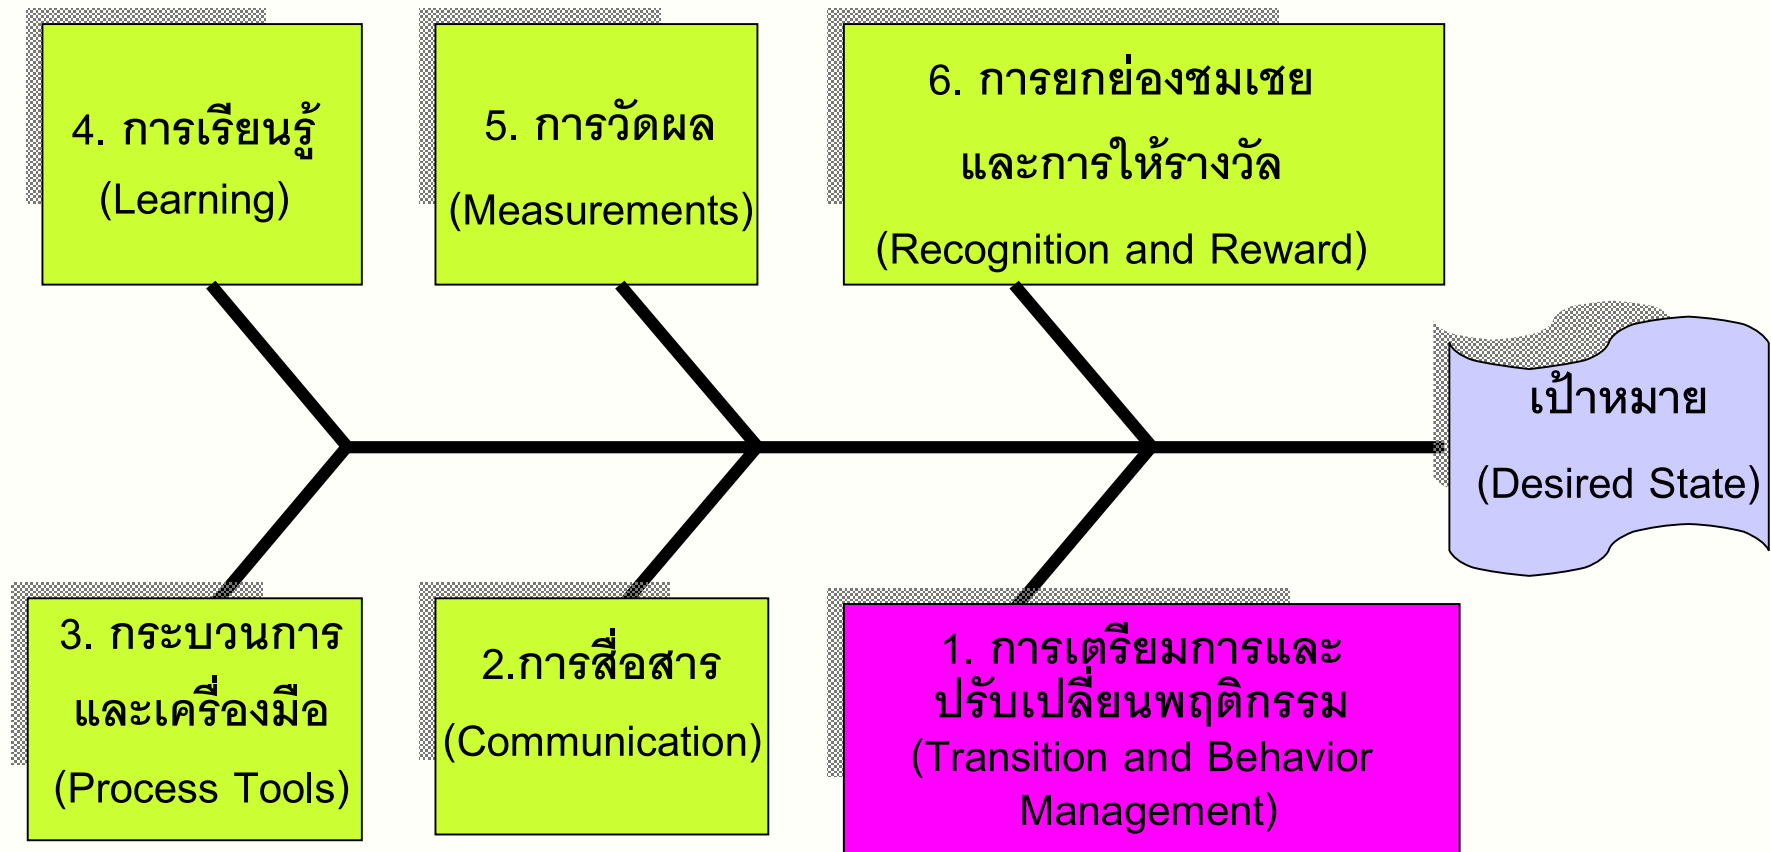 4. การเรียนรู้
(Learning)
5. การวัดผล
(Measurements)
6. การยกย่องชมเชย
และการให้รางวัล
(Recognition and Reward)
เป้าหมาย
(Desired State)
3. กระบวนการ
และเครื่องมือ
(Process Tools)
2.การสื่อสาร
(Communication)
1. การเตรียมการและ
ปรับเปลี่ยนพฤติกรรม
(Transition and Behavior
Management)